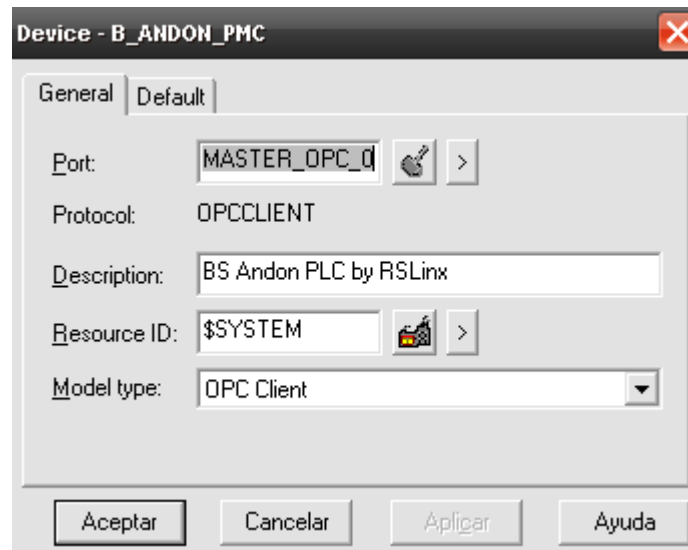 Device - B_ANDON_PMC
General Default
Port: MASTER_OPC_0 >
Protocol: OPCCLIENT
Description: BS Andon PLC by RSLinx
Resource ID: $SYSTEM >
Model type: OPC Client
Aceptar Cancelar Aplicar Ayuda